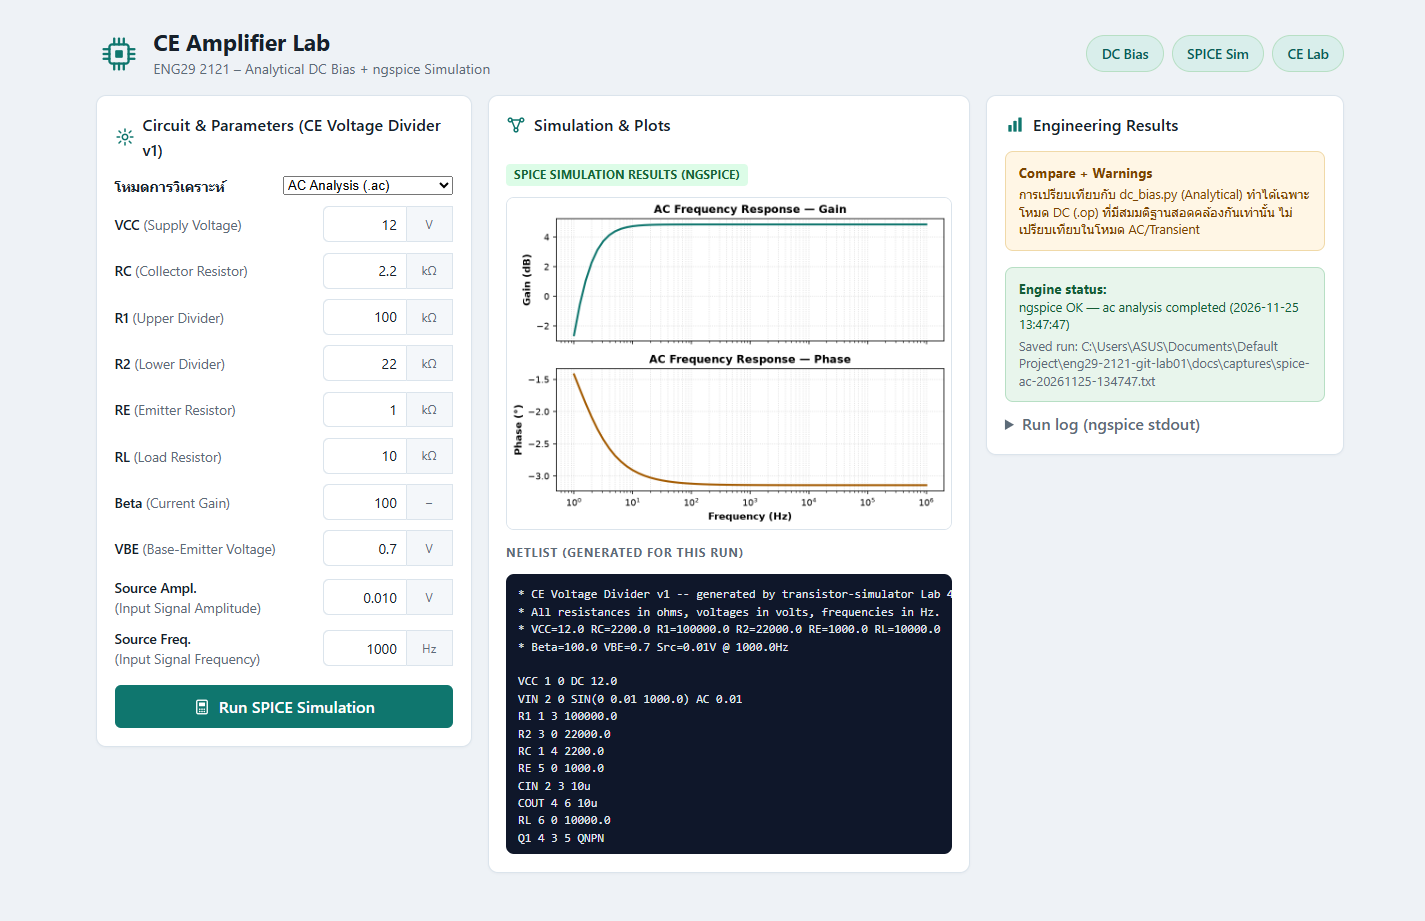 CE Amplifier Lab
ENG29 2121 – Analytical DC Bias + ngspice Simulation
DC Bias
SPICE Sim
CE Lab
Circuit & Parameters (CE Voltage Divider
v1)
โหมดการวิเคราะห์
AC Analysis (.ac)
VCC (Supply Voltage)
12
V
RC (Collector Resistor)
2.2
kΩ
R1 (Upper Divider)
100
kΩ
R2 (Lower Divider)
22
kΩ
RE (Emitter Resistor)
1
kΩ
RL (Load Resistor)
10
kΩ
Beta (Current Gain)
100
–
VBE (Base-Emitter Voltage)
0.7
V
Source Ampl.
(Input Signal Amplitude)
0.010
V
Source Freq.
(Input Signal Frequency)
1000
Hz
Run SPICE Simulation
Simulation & Plots
SPICE SIMULATION RESULTS (NGSPICE)
AC Frequency Response — Gain
Gain (dB)
4
2
0
−2
AC Frequency Response — Phase
Phase (°)
−1.5
−2.0
−2.5
−3.0
10⁰
10¹
10²
10³
10⁴
10⁵
10⁶
Frequency (Hz)
NETLIST (GENERATED FOR THIS RUN)
* CE Voltage Divider v1 -- generated by transistor-simulator Lab 4
* All resistances in ohms, voltages in volts, frequencies in Hz.
* VCC=12.0 RC=2200.0 R1=100000.0 R2=22000.0 RE=1000.0 RL=10000.0
* Beta=100.0 VBE=0.7 Src=0.01V @ 1000.0Hz
VCC 1 0 DC 12.0
VIN 2 0 SIN(0 0.01 1000.0) AC 0.01
R1 1 3 100000.0
R2 3 0 22000.0
RC 1 4 2200.0
RE 5 0 1000.0
CIN 2 3 10u
COUT 4 6 10u
RL 6 0 10000.0
Q1 4 3 5 QNPN
Engineering Results
Compare + Warnings
การเปรียบเทียบกับ dc_bias.py (Analytical) ทำได้เฉพาะ
โหมด DC (.op) ที่มีสมมติฐานสอดคล้องกันเท่านั้น ไม่
เปรียบเทียบในโหมด AC/Transient
Engine status:
ngspice OK — ac analysis completed (2026-11-25
13:47:47)
Saved run: C:\Users\ASUS\Documents\Default
Project\eng29-2121-git-lab01\docs\captures\spice-
ac-20261125-134747.txt
Run log (ngspice stdout)